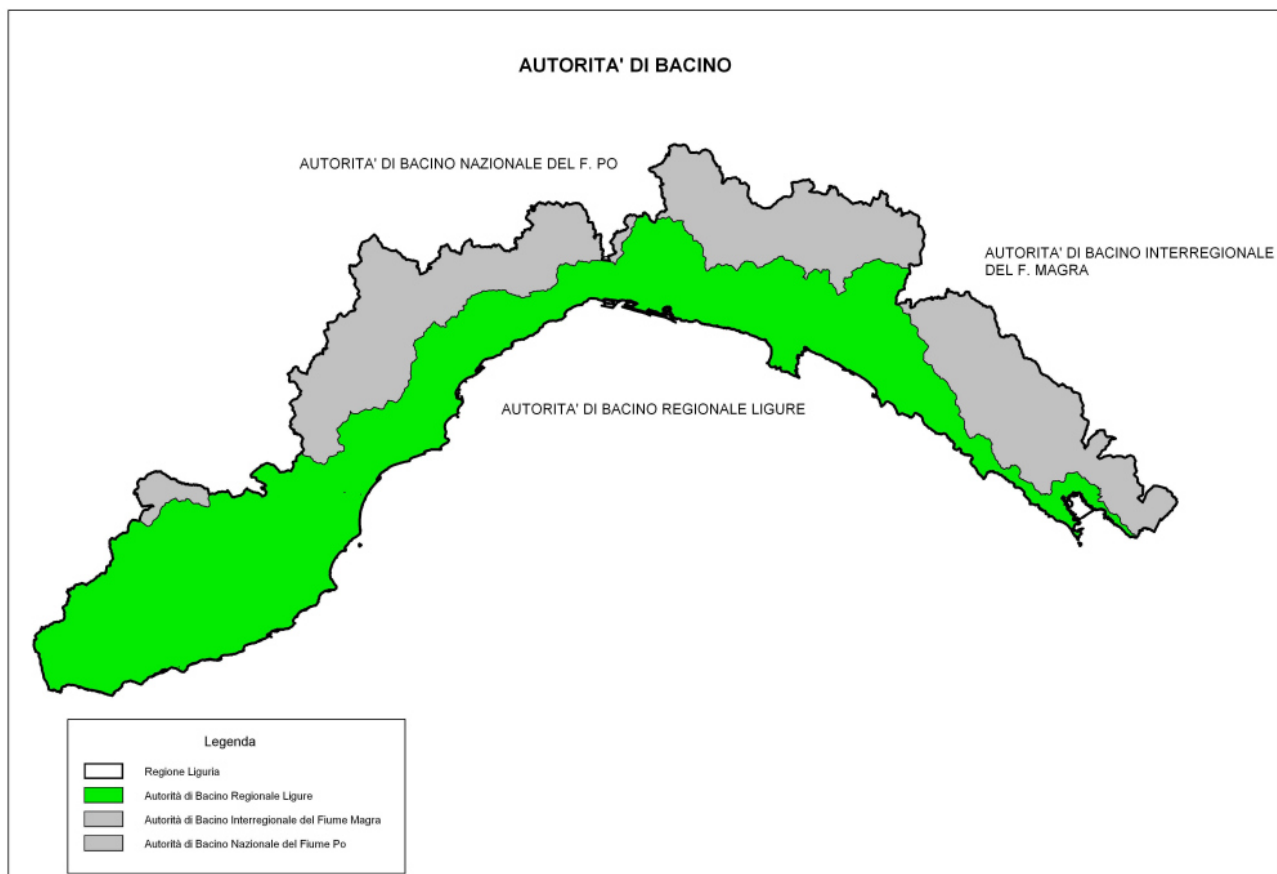 AUTORITA' DI BACINO
AUTORITA' DI BACINO NAZIONALE DEL F. PO
AUTORITA' DI BACINO INTERREGIONALE
DEL F. MAGRA
AUTORITA' DI BACINO REGIONALE LIGURE
Legenda
Regione Liguria
Autorità di Bacino Regionale Ligure
Autorità di Bacino Interregionale del Fiume Magra
Autorità di Bacino Nazionale del Fiume Po